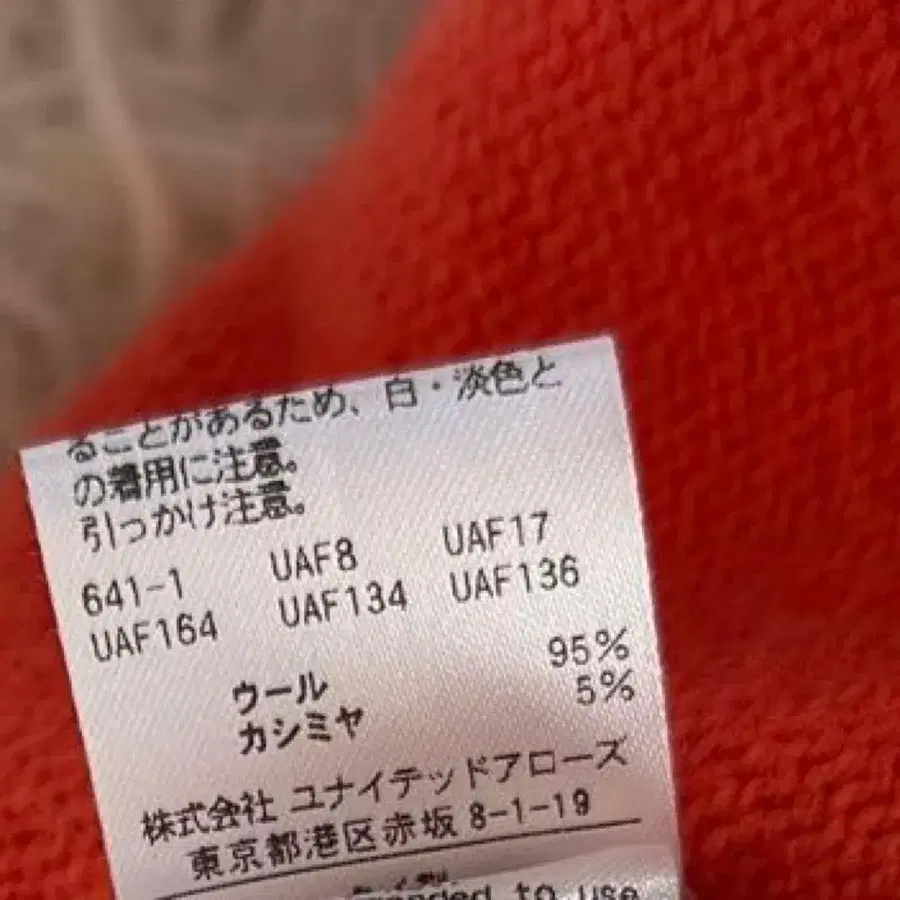 ることがあるため、白・淡色と
の着用に注意。
引っかけ注意。
641-1 UAF8 UAF17
UAF164 UAF134 UAF136
ウール 95%
カシミヤ 5%
株式会社 ユナイテッドアローズ
東京都港区赤坂 8-1-19
to use